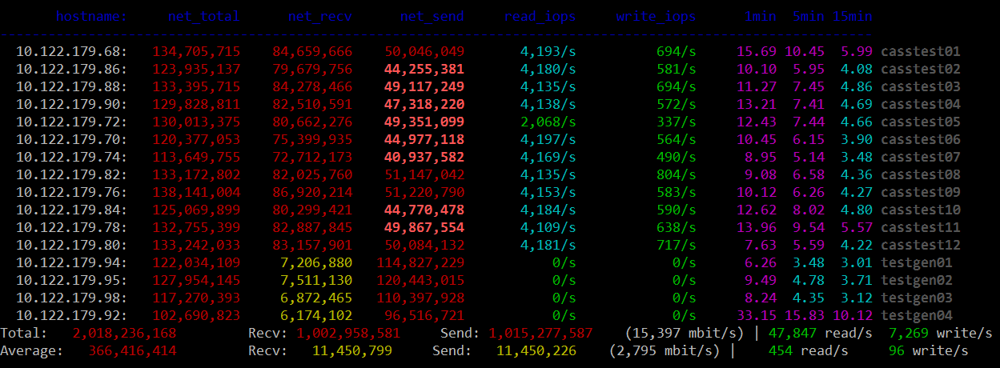 hostname: net_total net_recv net_send read_iops write_iops 1min 5min 15min
--------------------------------------------------------------------------------------------------------------
10.122.179.68: 134,705,715 84,659,666 50,046,049 4,193/s 694/s 15.69 10.45 5.99 casstest01
10.122.179.86: 123,935,137 79,679,756 44,255,381 4,180/s 581/s 10.10 5.95 4.08 casstest02
10.122.179.88: 133,395,715 84,278,466 49,117,249 4,135/s 694/s 11.27 7.45 4.86 casstest03
10.122.179.90: 129,828,811 82,510,591 47,318,220 4,138/s 572/s 13.21 7.41 4.69 casstest04
10.122.179.72: 130,013,375 80,662,276 49,351,099 2,068/s 337/s 12.43 7.44 4.66 casstest05
10.122.179.70: 120,377,053 75,399,935 44,977,118 4,197/s 564/s 10.45 6.15 3.90 casstest06
10.122.179.74: 113,649,755 72,712,173 40,937,582 4,169/s 490/s 8.95 5.14 3.48 casstest07
10.122.179.82: 133,172,802 82,025,760 51,147,042 4,135/s 804/s 9.08 6.58 4.36 casstest08
10.122.179.76: 138,141,004 86,920,214 51,220,790 4,153/s 583/s 10.12 6.26 4.27 casstest09
10.122.179.84: 125,069,899 80,299,421 44,770,478 4,184/s 590/s 12.62 8.02 4.80 casstest10
10.122.179.78: 132,755,399 82,887,845 49,867,554 4,109/s 638/s 13.96 9.54 5.57 casstest11
10.122.179.80: 133,242,033 83,157,901 50,084,132 4,181/s 717/s 7.63 5.59 4.22 casstest12
10.122.179.94: 122,034,109 7,206,880 114,827,229 0/s 0/s 6.26 3.48 3.01 testgen01
10.122.179.95: 127,954,145 7,511,130 120,443,015 0/s 0/s 9.49 4.78 3.71 testgen02
10.122.179.98: 117,270,393 6,872,465 110,397,928 0/s 0/s 8.24 4.35 3.12 testgen03
10.122.179.92: 102,690,823 6,174,102 96,516,721 0/s 0/s 33.15 15.83 10.12 testgen04
Total: 2,018,236,168 Recv: 1,002,958,581 Send: 1,015,277,587 (15,397 mbit/s) | 47,847 read/s 7,269 write/s
Average: 366,416,414 Recv: 11,450,799 Send: 11,450,226 (2,795 mbit/s) | 454 read/s 96 write/s